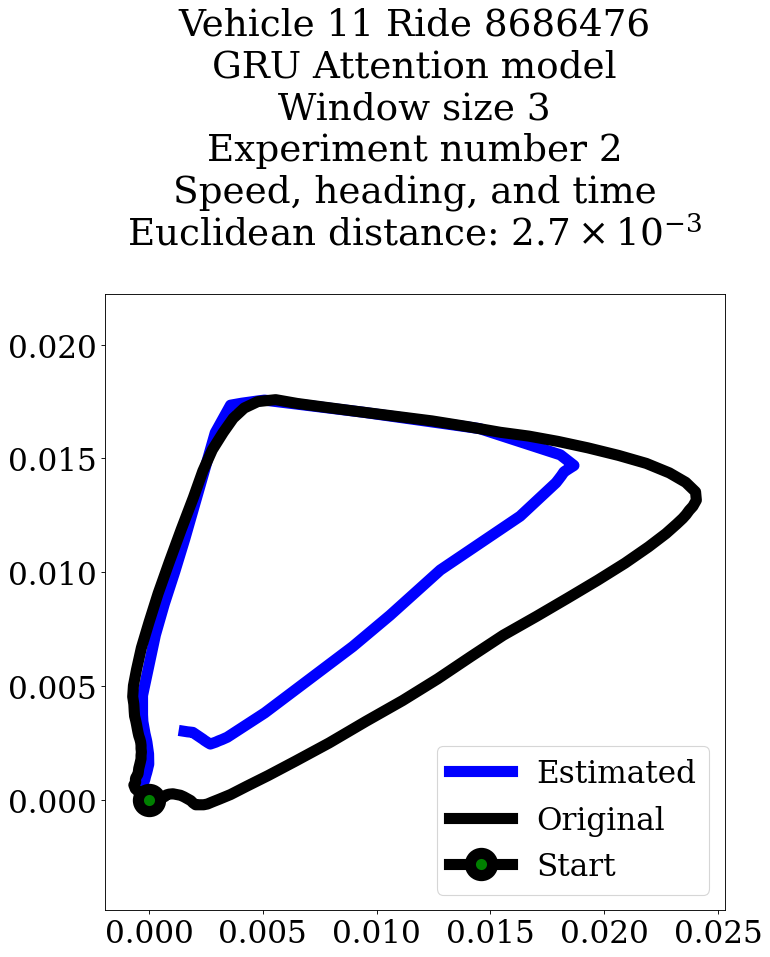 Vehicle 11 Ride 8686476
GRU Attention model
Window size 3
Experiment number 2
Speed, heading, and time
Euclidean distance: 2.7 × 10⁻³
0.020
0.015
0.010
0.005
0.000
Estimated
Original
Start
0.000 0.005 0.010 0.015 0.020 0.025